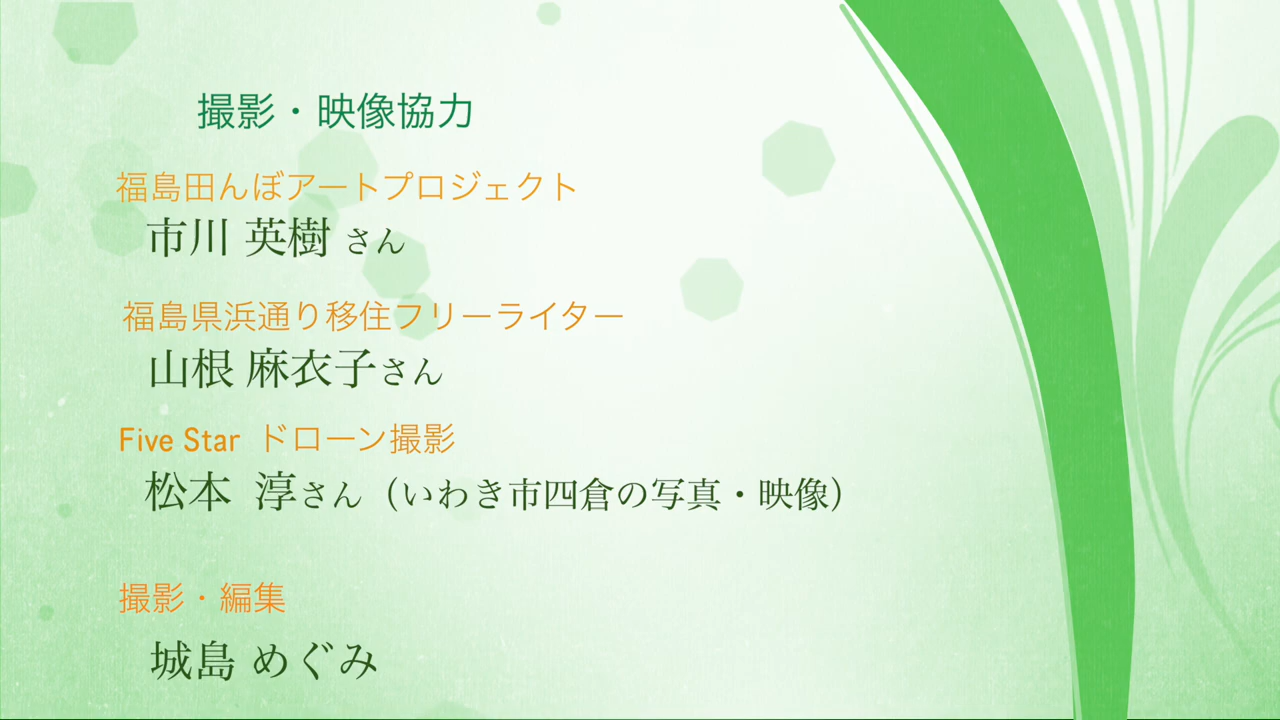 撮影・映像協力
福島田んぼアートプロジェクト
市川 英樹 さん
福島県浜通り移住フリーライター
山根 麻衣子さん
Five Star ドローン撮影
松本 淳さん（いわき市四倉の写真・映像）
撮影・編集
城島 めぐみ